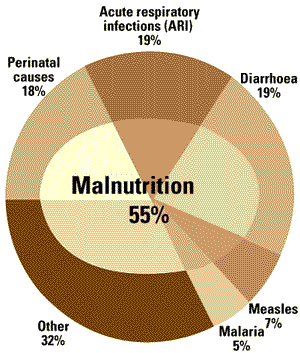 Acute respiratory
infections (ARI)
19%
Perinatal
causes
18%
Diarrhoea
19%
Malnutrition
55%
Measles
7%
Malaria
5%
Other
32%